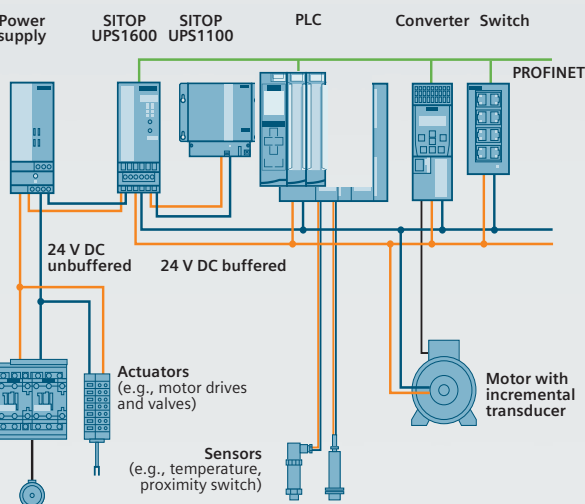 Power
supply
SITOP
UPS1600
SITOP
UPS1100
PLC
Converter
Switch
PROFINET
24 V DC
unbuffered
24 V DC buffered
Actuators
(e.g., motor drives
and valves)
Motor with
incremental
transducer
Sensors
(e.g., temperature,
proximity switch)